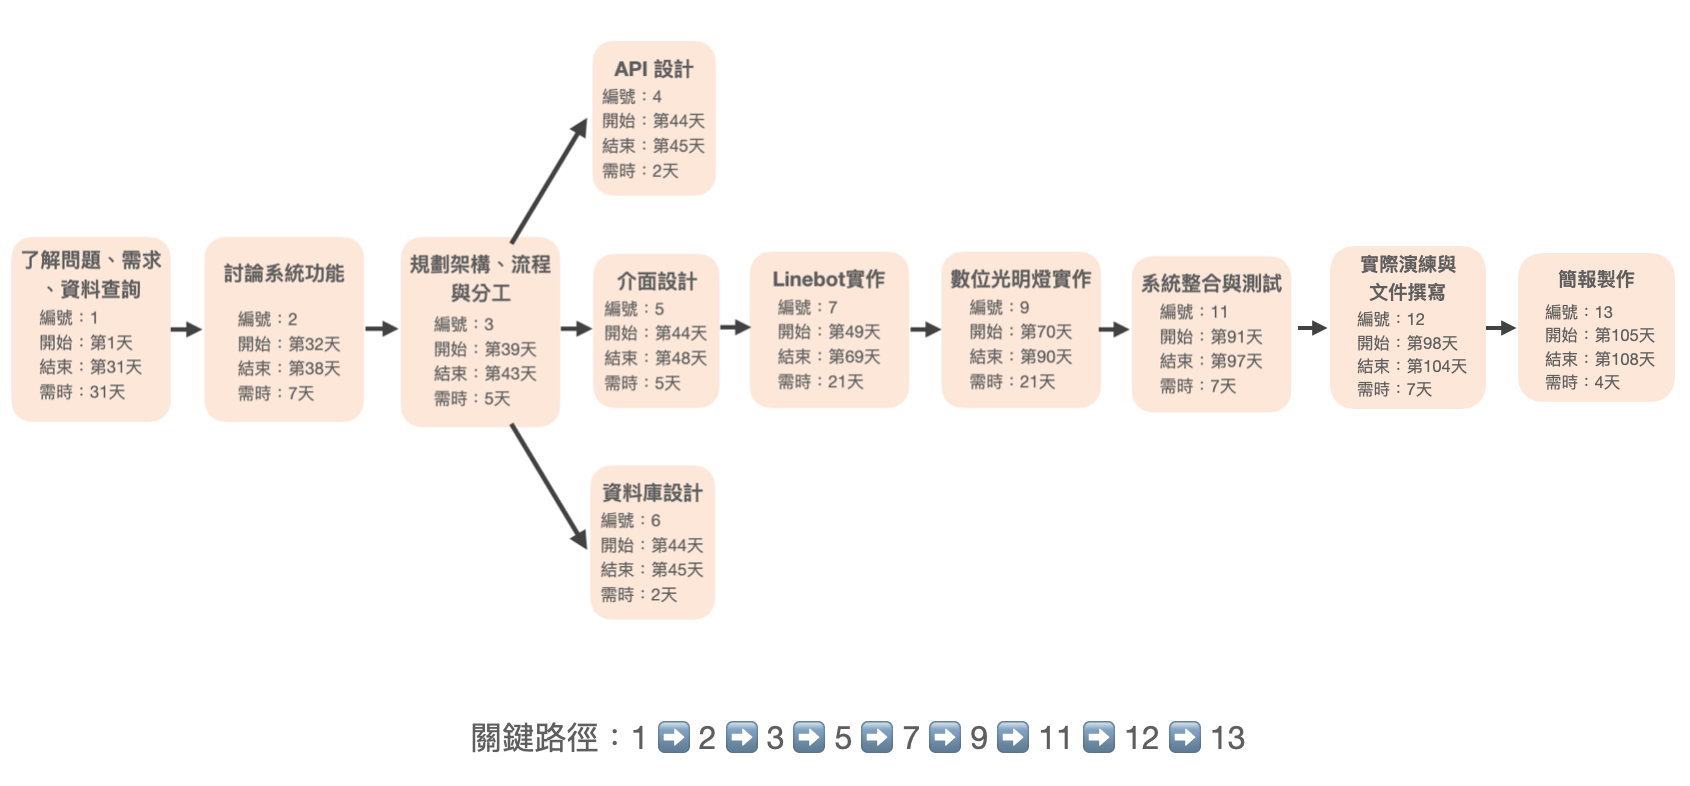 API 設計
編號：4
開始：第44天
結束：第45天
需時：2天
了解問題、需求
、資料查詢
編號：1
開始：第1天
結束：第31天
需時：31天
討論系統功能
編號：2
開始：第32天
結束：第38天
需時：7天
規劃架構、流程
與分工
編號：3
開始：第39天
結束：第43天
需時：5天
介面設計
編號：5
開始：第44天
結束：第48天
需時：5天
Linebot實作
編號：7
開始：第49天
結束：第69天
需時：21天
數位光明燈實作
編號：9
開始：第70天
結束：第90天
需時：21天
系統整合與測試
編號：11
開始：第91天
結束：第97天
需時：7天
實際演練與
文件撰寫
編號：12
開始：第98天
結束：第104天
需時：7天
簡報製作
編號：13
開始：第105天
結束：第108天
需時：4天
資料庫設計
編號：6
開始：第44天
結束：第45天
需時：2天
關鍵路徑：1 ➡️ 2 ➡️ 3 ➡️ 5 ➡️ 7 ➡️ 9 ➡️ 11 ➡️ 12 ➡️ 13